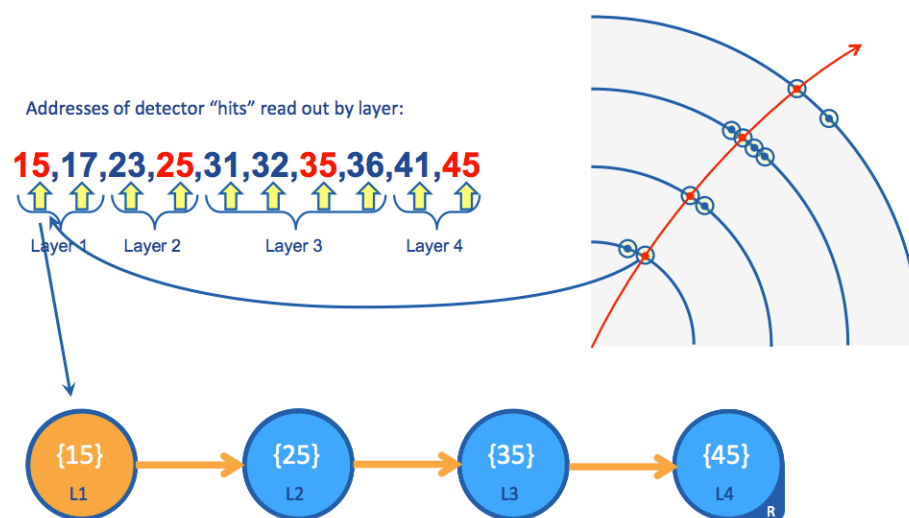 Addresses of detector “hits” read out by layer:
15,17,23,25,31,32,35,36,41,45
Layer 1 Layer 2 Layer 3 Layer 4
{15} {25} {35} {45}
L1 L2 L3 L4
R